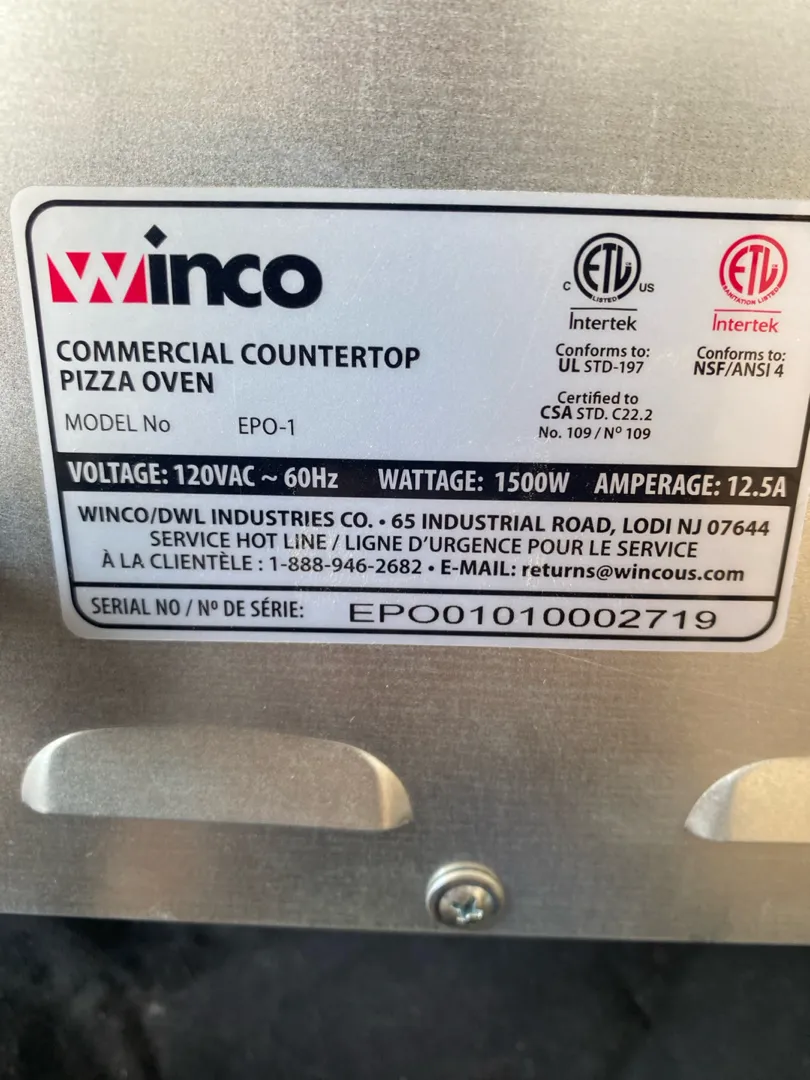 Winco
COMMERCIAL COUNTERTOP
PIZZA OVEN
MODEL No EPO-1
C ETL US
LISTED
Intertek
Conforms to:
UL STD-197
Certified to
CSA STD. C22.2
No. 109 / Nº 109
ETL
SANITATION LISTED
Intertek
Conforms to:
NSF/ANSI 4
VOLTAGE: 120VAC ~ 60Hz WATTAGE: 1500W AMPERAGE: 12.5A
WINCO/DWL INDUSTRIES CO. • 65 INDUSTRIAL ROAD, LODI NJ 07644
SERVICE HOT LINE / LIGNE D'URGENCE POUR LE SERVICE
À LA CLIENTÈLE : 1-888-946-2682 • E-MAIL: returns@wincous.com
SERIAL NO / Nº DE SÉRIE: EPO01010002719